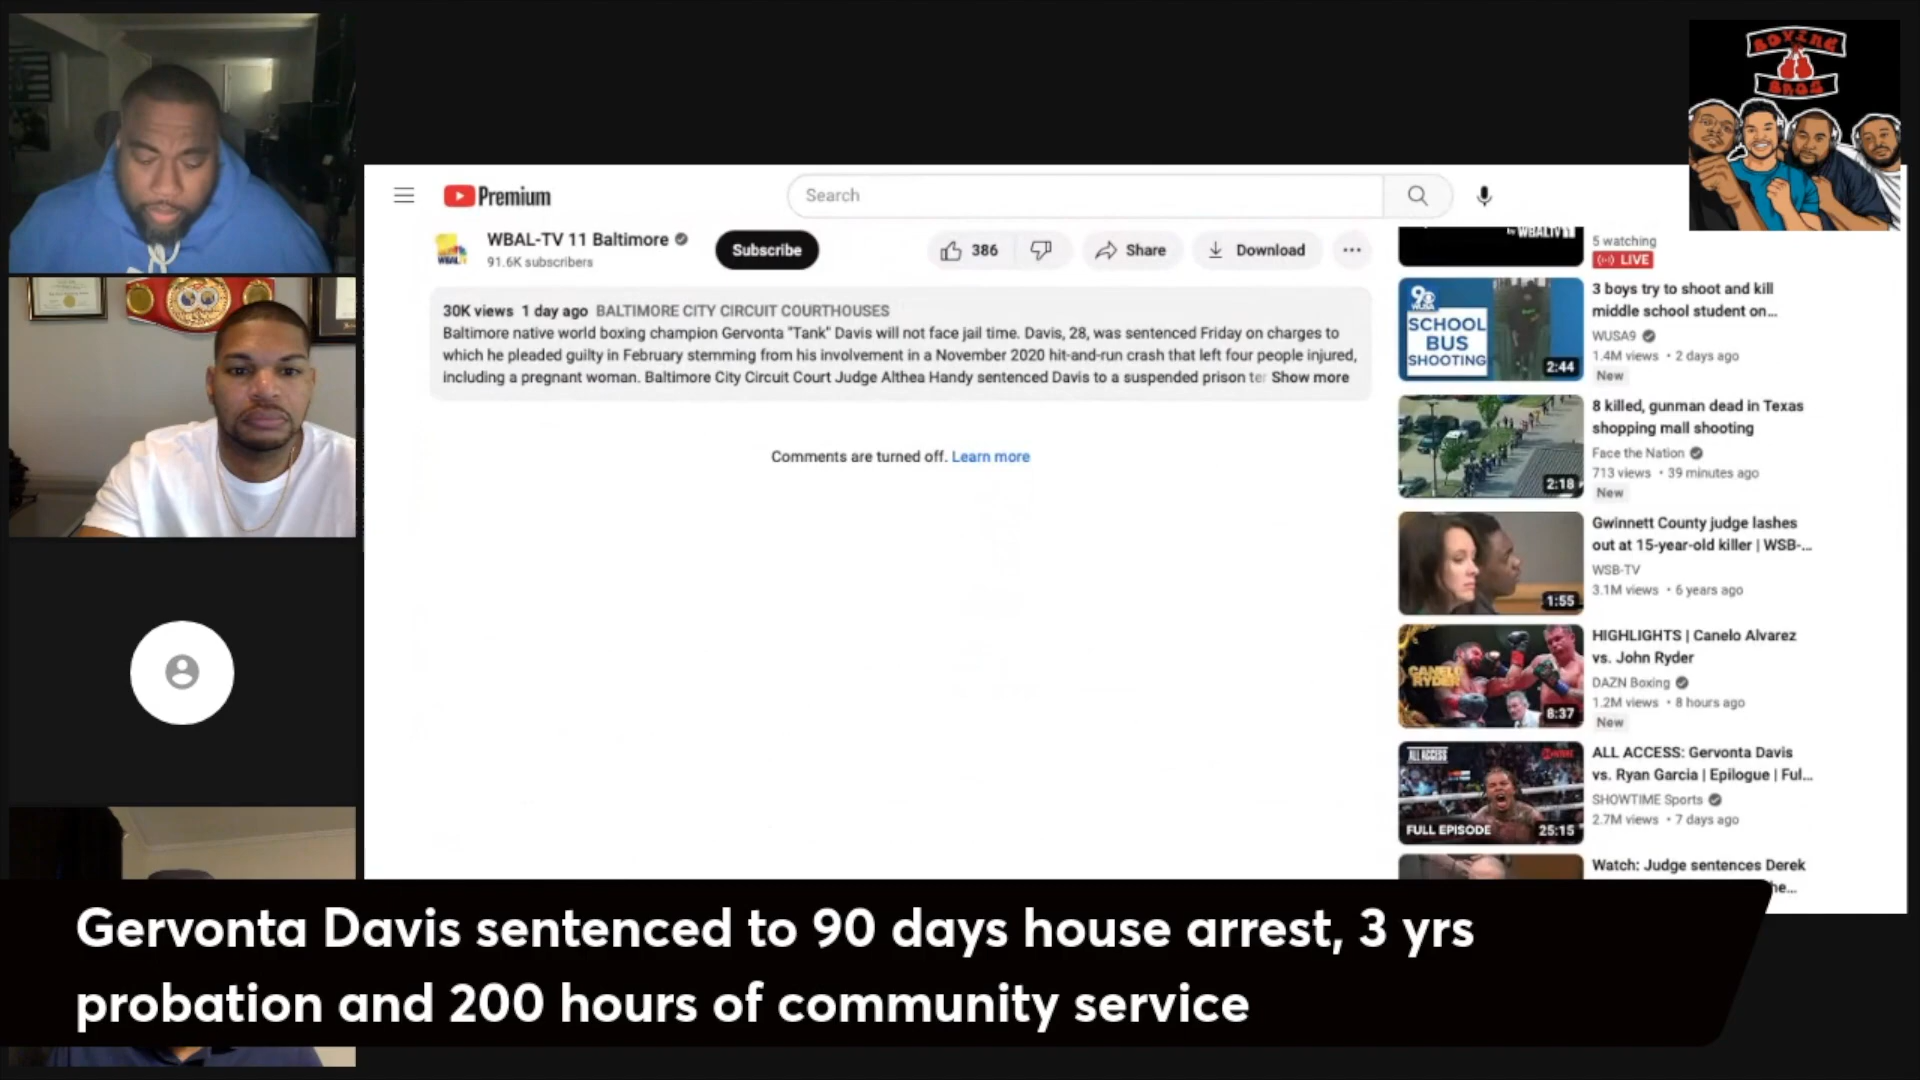 BOXING
BROS
Premium
Search
WBAL-TV 11 Baltimore
91.6K subscribers
Subscribe
386
Share
Download
30K views 1 day ago BALTIMORE CITY CIRCUIT COURTHOUSES
Baltimore native world boxing champion Gervonta "Tank" Davis will not face jail time. Davis, 28, was sentenced Friday on charges to
which he pleaded guilty in February stemming from his involvement in a November 2020 hit-and-run crash that left four people injured,
including a pregnant woman. Baltimore City Circuit Court Judge Althea Handy sentenced Davis to a suspended prison ter Show more
Comments are turned off. Learn more
by WBALTV11
5 watching
LIVE
SCHOOL
BUS
SHOOTING
2:44
3 boys try to shoot and kill
middle school student on...
WUSA9
1.4M views • 2 days ago
New
2:18
8 killed, gunman dead in Texas
shopping mall shooting
Face the Nation
713 views • 39 minutes ago
New
1:55
Gwinnett County judge lashes
out at 15-year-old killer | WSB-...
WSB-TV
3.1M views • 6 years ago
CANELO
RYDER
8:37
HIGHLIGHTS | Canelo Alvarez
vs. John Ryder
DAZN Boxing
1.2M views • 8 hours ago
New
ALL ACCESS
FULL EPISODE
25:15
ALL ACCESS: Gervonta Davis
vs. Ryan Garcia | Epilogue | Ful...
SHOWTIME Sports
2.7M views • 7 days ago
Watch: Judge sentences Derek
Gervonta Davis sentenced to 90 days house arrest, 3 yrs
probation and 200 hours of community service